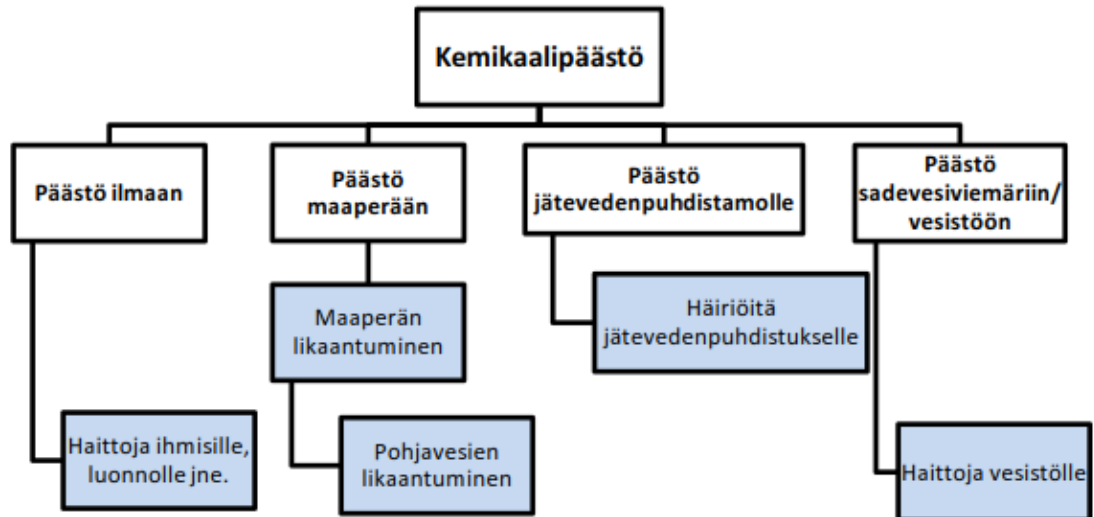 Kemikaalipäästö
Päästö ilmaan
Päästö
maaperään
Päästö
jätevedenpuhdistamolle
Päästö
sadevesiviemäriin/
vesistöön
Maaperän
likaantuminen
Häiriöitä
jätevedenpuhdistukselle
Haittoja ihmisille,
luonnolle jne.
Pohjavesien
likaantuminen
Haittoja vesistölle